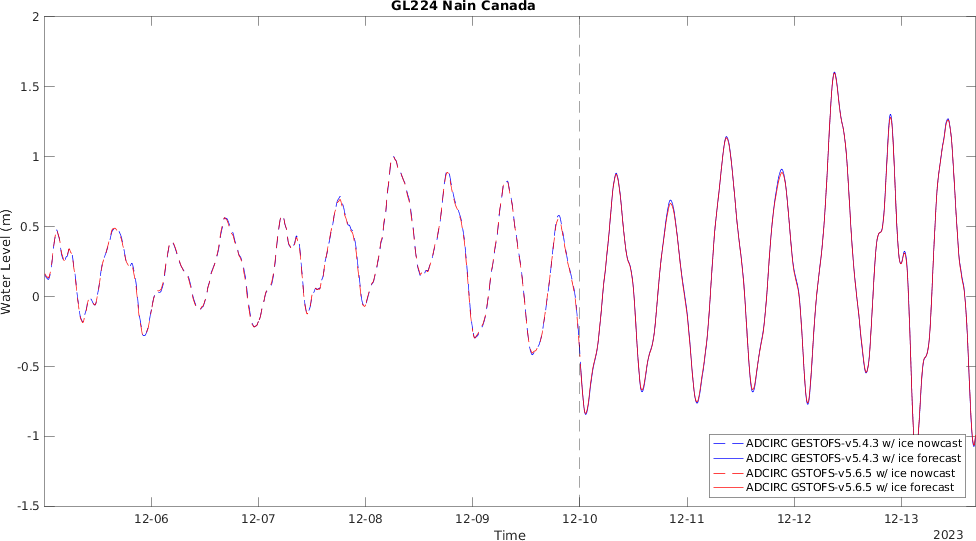 GL224 Nain Canada
2
1.5
1
0.5
0
-0.5
-1
-1.5
Water Level (m)
12-06
12-07
12-08
12-09
12-10
12-11
12-12
12-13
Time
2023
ADCIRC GESTOFS-v5.4.3 w/ ice nowcast
ADCIRC GESTOFS-v5.4.3 w/ ice forecast
ADCIRC GSTOFS-v5.6.5 w/ ice nowcast
ADCIRC GSTOFS-v5.6.5 w/ ice forecast